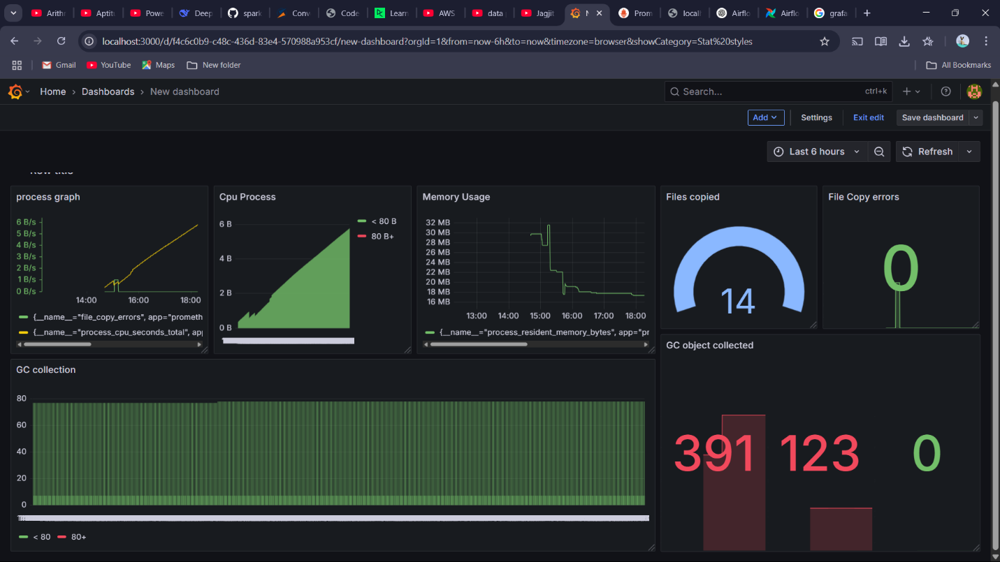 Arithr
Aptitu
Powe
Deep
spark
Conv
Code
Learn
AWS
data
Jagjit
Prom
locall
Airflo
Airflo
grafa
localhost:3000/d/f4c6c0b9-c48c-436d-83e4-570988a953cf/new-dashboard?orgId=1&from=now-6h&to=now&timezone=browser&showCategory=Stat%20styles
Gmail
YouTube
Maps
New folder
All Bookmarks
Home › Dashboards › New dashboard
Search...
ctrl+k
Add
Settings
Exit edit
Save dashboard
Last 6 hours
Refresh
Row title
process graph
6 B/s
5 B/s
4 B/s
3 B/s
2 B/s
1 B/s
0 B/s
14:00 16:00 18:00
{__name__="file_copy_errors", app="prometh
{__name__="process_cpu_seconds_total", app
Cpu Process
6 B
4 B
2 B
0 B
< 80 B
80 B+
Memory Usage
32 MB
30 MB
28 MB
26 MB
24 MB
22 MB
20 MB
18 MB
16 MB
13:00 14:00 15:00 16:00 17:00 18:00
{__name__="process_resident_memory_bytes", app="pr
Files copied
14
File Copy errors
0
GC collection
80
60
40
20
0
< 80
80+
GC object collected
391 123 0